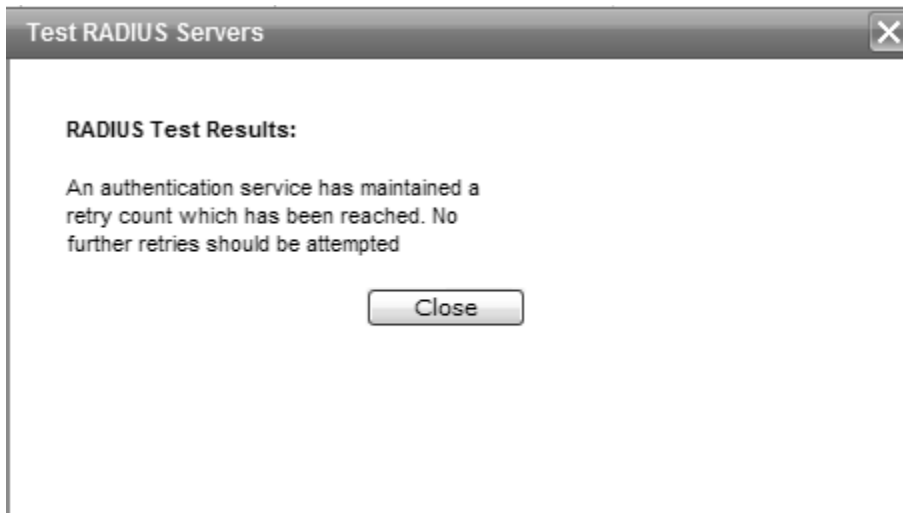 Test RADIUS Servers
RADIUS Test Results:
An authentication service has maintained a
retry count which has been reached. No
further retries should be attempted
Close